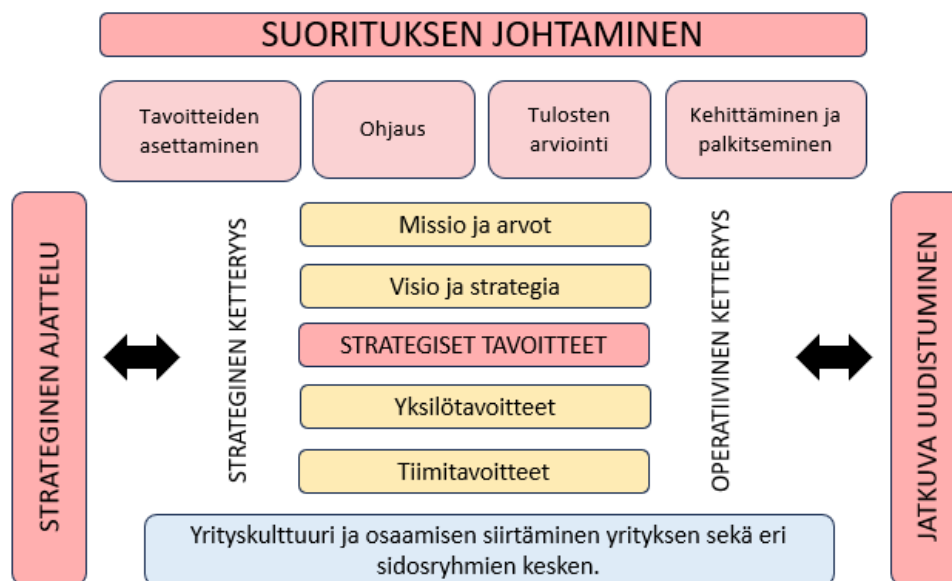 SUORITUKSEN JOHTAMINEN
Tavoitteiden
asettaminen
Ohjaus
Tulosten
arviointi
Kehittäminen ja
palkitseminen
STRATEGINEN AJATTELU
STRATEGINEN KETTERYYS
Missio ja arvot
Visio ja strategia
STRATEGISET TAVOITTEET
Yksilötavoitteet
Tiimitavoitteet
OPERATIIVINEN KETTERYYS
JATKUVA UUDISTUMINEN
Yrityskulttuuri ja osaamisen siirtäminen yrityksen sekä eri
sidosryhmien kesken.